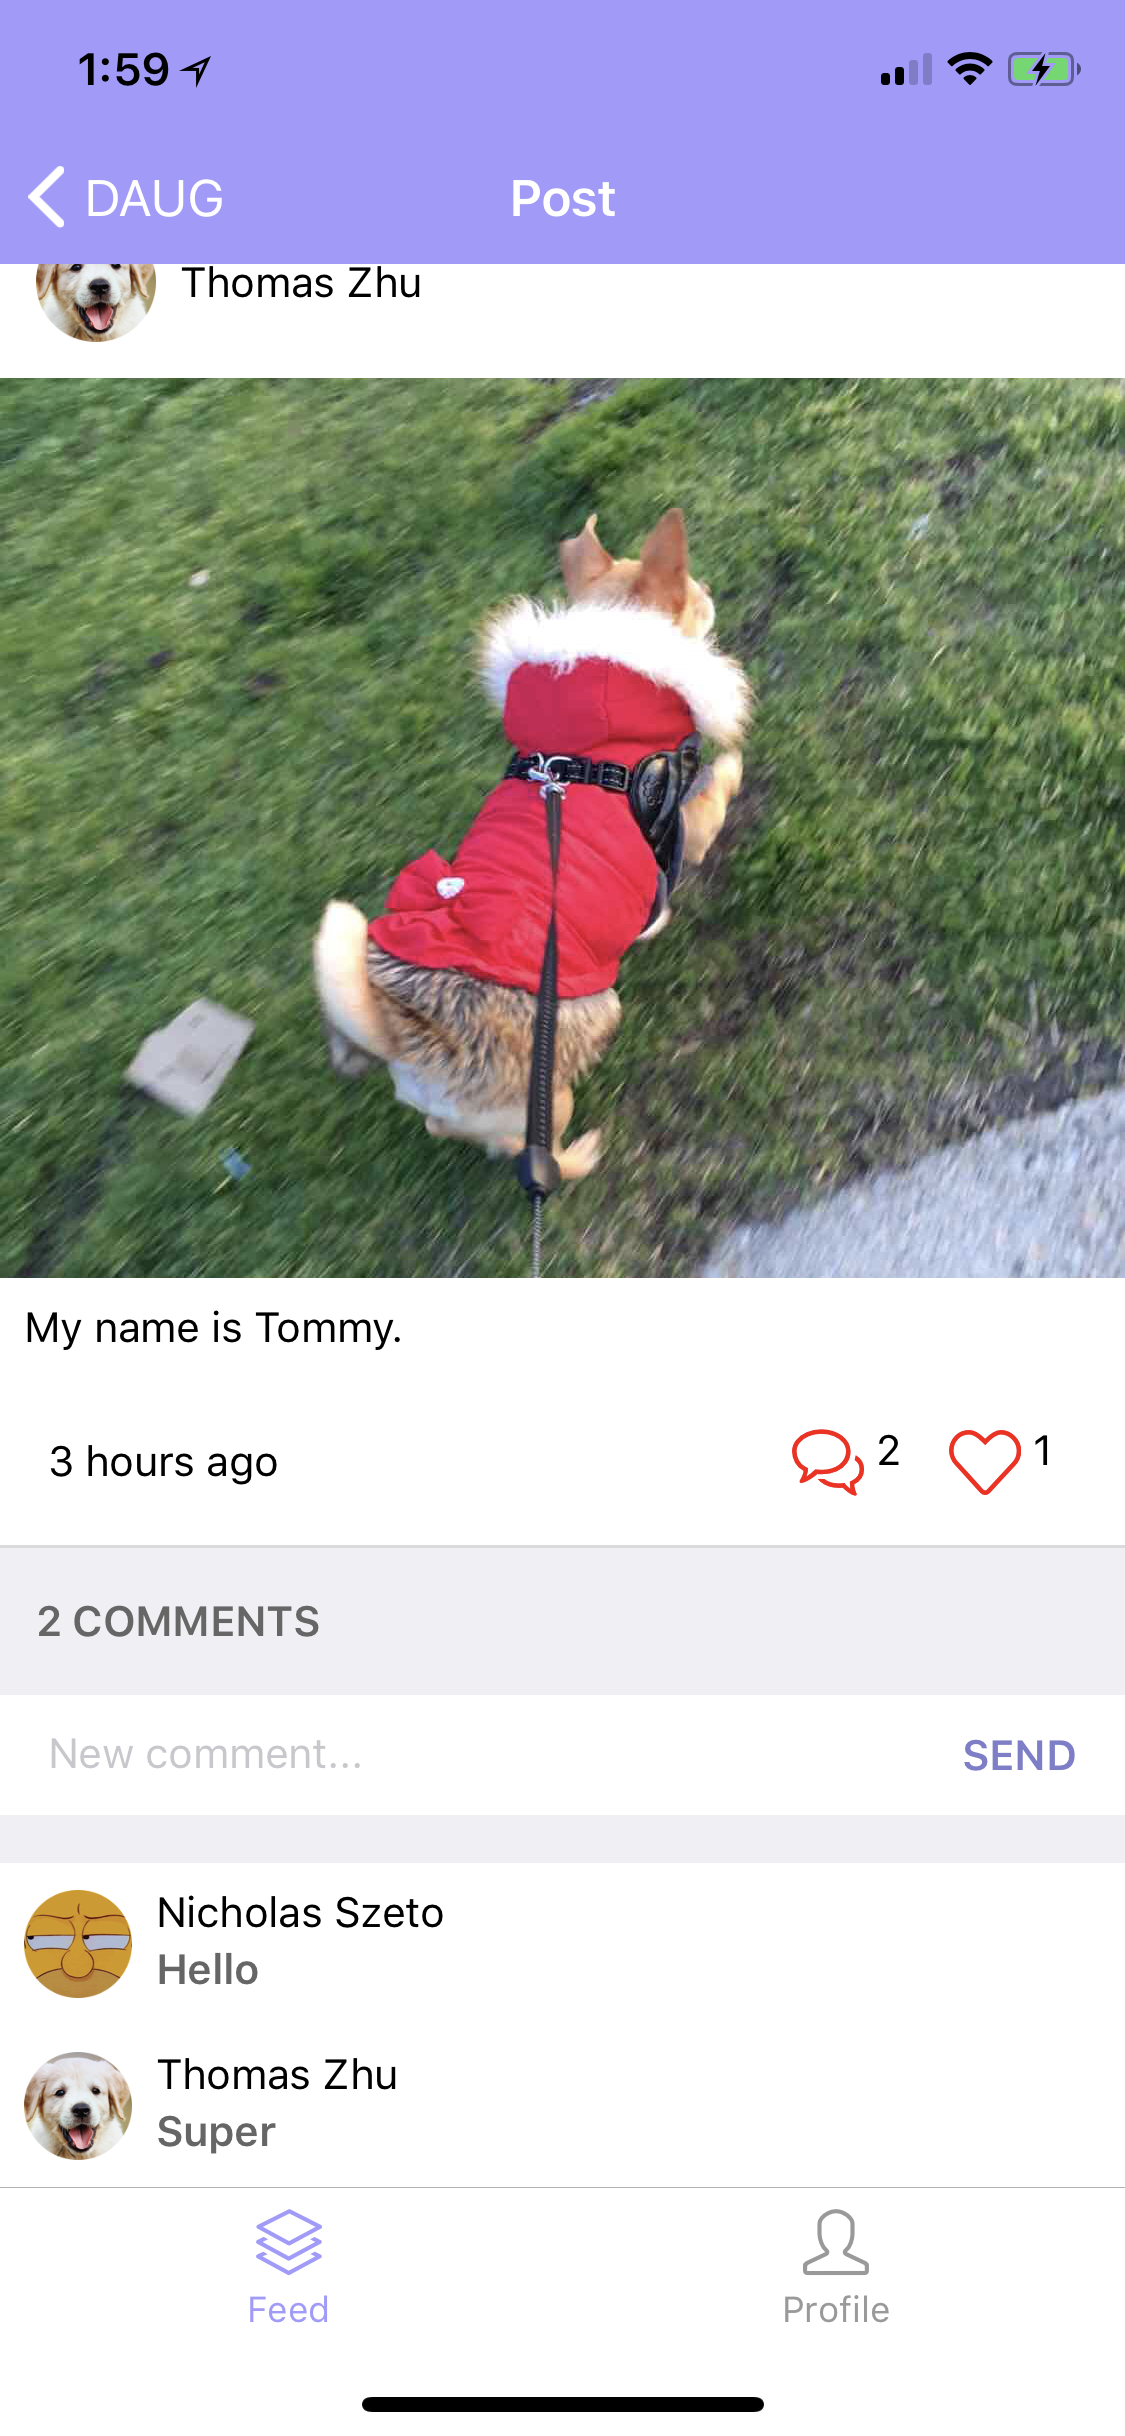 1:59
DAUG
Post
Thomas Zhu
My name is Tommy.
3 hours ago
2
1
2 COMMENTS
New comment...
SEND
Nicholas Szeto
Hello
Thomas Zhu
Super
Feed
Profile